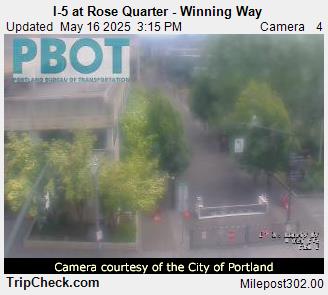 I-5 at Rose Quarter - Winning Way
Updated May 16 2025 3:15 PM Camera 4
PBOT
PORTLAND BUREAU OF TRANSPORTATION
Camera courtesy of the City of Portland
TripCheck.com Milepost302.00